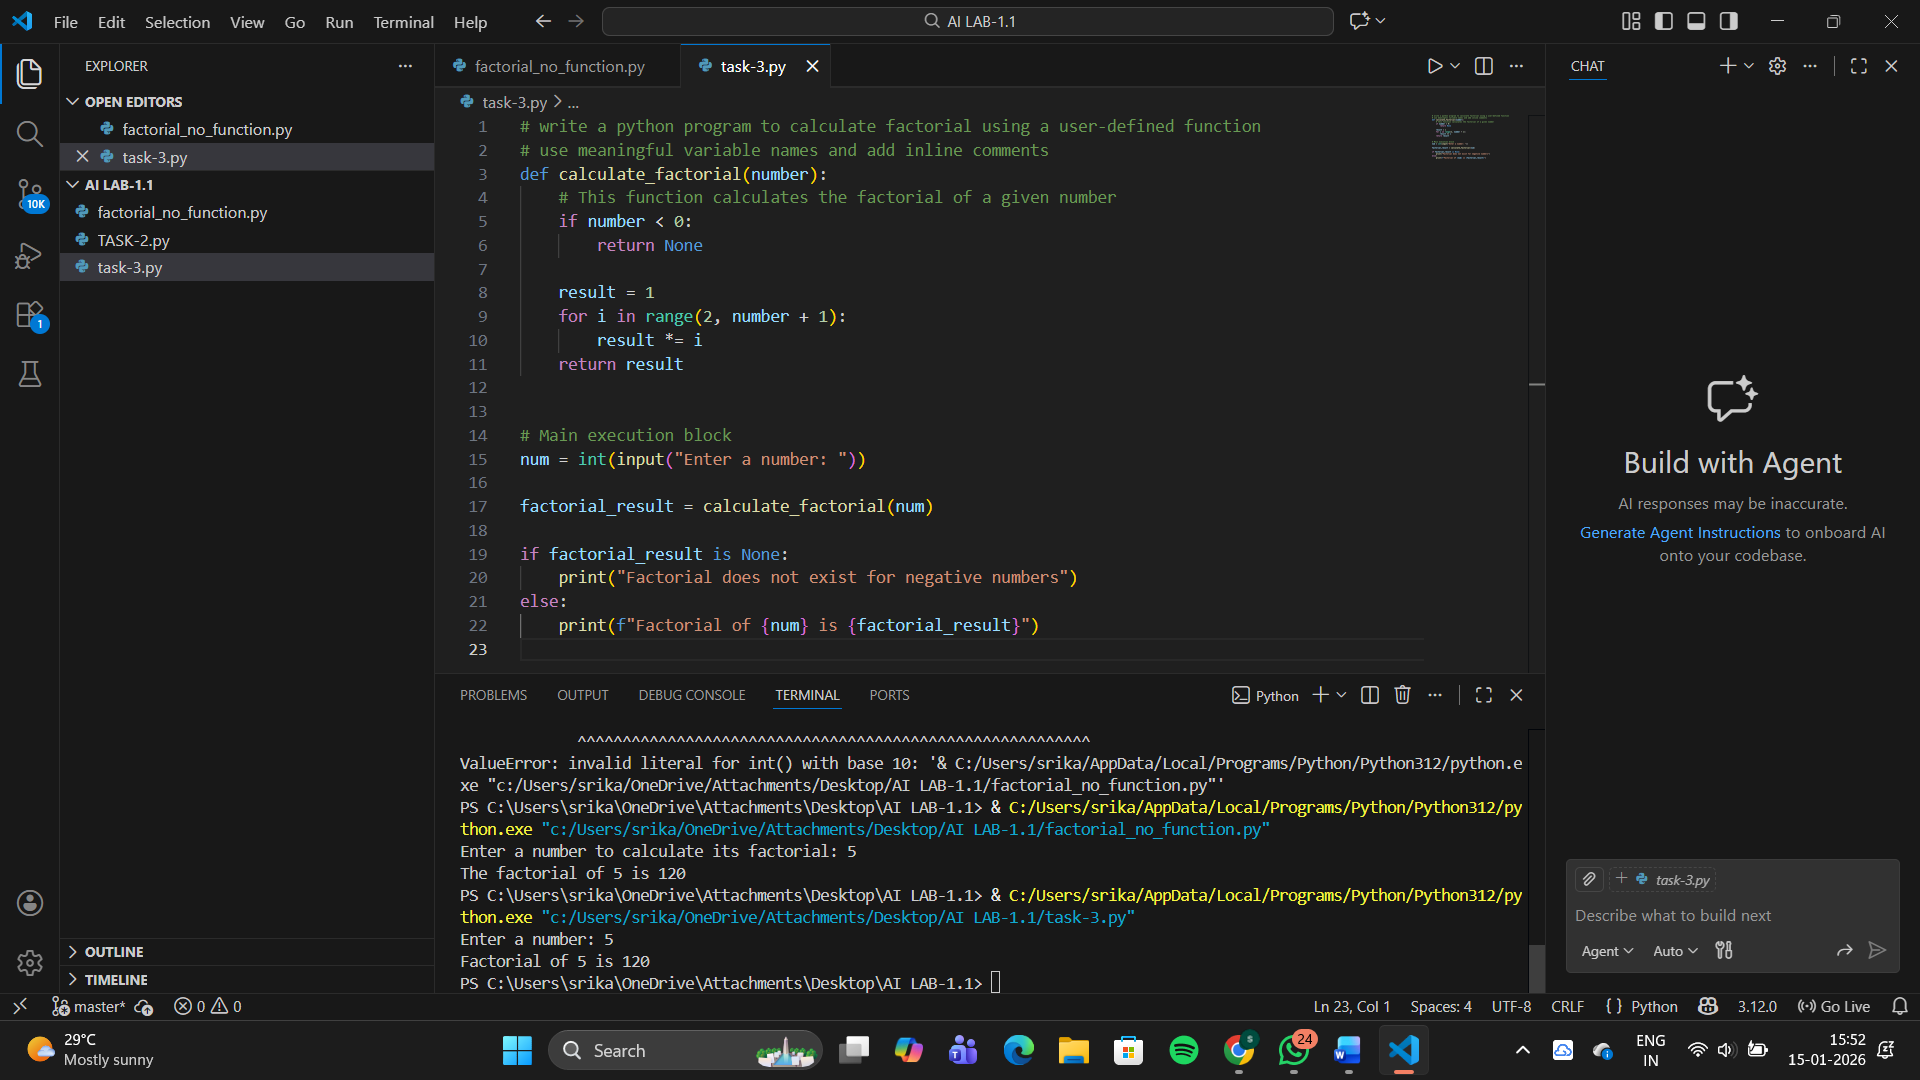 File Edit Selection View Go Run Terminal Help
AI LAB-1.1
EXPLORER
OPEN EDITORS
factorial_no_function.py
task-3.py
AI LAB-1.1
factorial_no_function.py
TASK-2.py
task-3.py
10K
1
OUTLINE
TIMELINE
factorial_no_function.py
task-3.py
task-3.py > ...
1 # write a python program to calculate factorial using a user-defined function
2 # use meaningful variable names and add inline comments
3 def calculate_factorial(number):
4     # This function calculates the factorial of a given number
5     if number < 0:
6         return None
7
8     result = 1
9     for i in range(2, number + 1):
10         result *= i
11     return result
12
13
14 # Main execution block
15 num = int(input("Enter a number: "))
16
17 factorial_result = calculate_factorial(num)
18
19 if factorial_result is None:
20     print("Factorial does not exist for negative numbers")
21 else:
22     print(f"Factorial of {num} is {factorial_result}")
23
PROBLEMS OUTPUT DEBUG CONSOLE TERMINAL PORTS
Python
^^^^^^^^^^^^^^^^^^^^^^^^^^^^^^^^^^^^^^^^^^^^^^^^^^^^^^^^^
ValueError: invalid literal for int() with base 10: '& C:/Users/srika/AppData/Local/Programs/Python/Python312/python.e
xe "c:/Users/srika/OneDrive/Attachments/Desktop/AI LAB-1.1/factorial_no_function.py"'
PS C:\Users\srika\OneDrive\Attachments\Desktop\AI LAB-1.1> & C:/Users/srika/AppData/Local/Programs/Python/Python312/py
thon.exe "c:/Users/srika/OneDrive/Attachments/Desktop/AI LAB-1.1/factorial_no_function.py"
Enter a number to calculate its factorial: 5
The factorial of 5 is 120
PS C:\Users\srika\OneDrive\Attachments\Desktop\AI LAB-1.1> & C:/Users/srika/AppData/Local/Programs/Python/Python312/py
thon.exe "c:/Users/srika/OneDrive/Attachments/Desktop/AI LAB-1.1/task-3.py"
Enter a number: 5
Factorial of 5 is 120
PS C:\Users\srika\OneDrive\Attachments\Desktop\AI LAB-1.1>
CHAT
Build with Agent
AI responses may be inaccurate.
Generate Agent Instructions to onboard AI
onto your codebase.
task-3.py
Describe what to build next
Agent Auto
master* 0 0
Ln 23, Col 1 Spaces: 4 UTF-8 CRLF { } Python 3.12.0 Go Live
29°C
Mostly sunny
Search
24
ENG
IN
15:52
15-01-2026